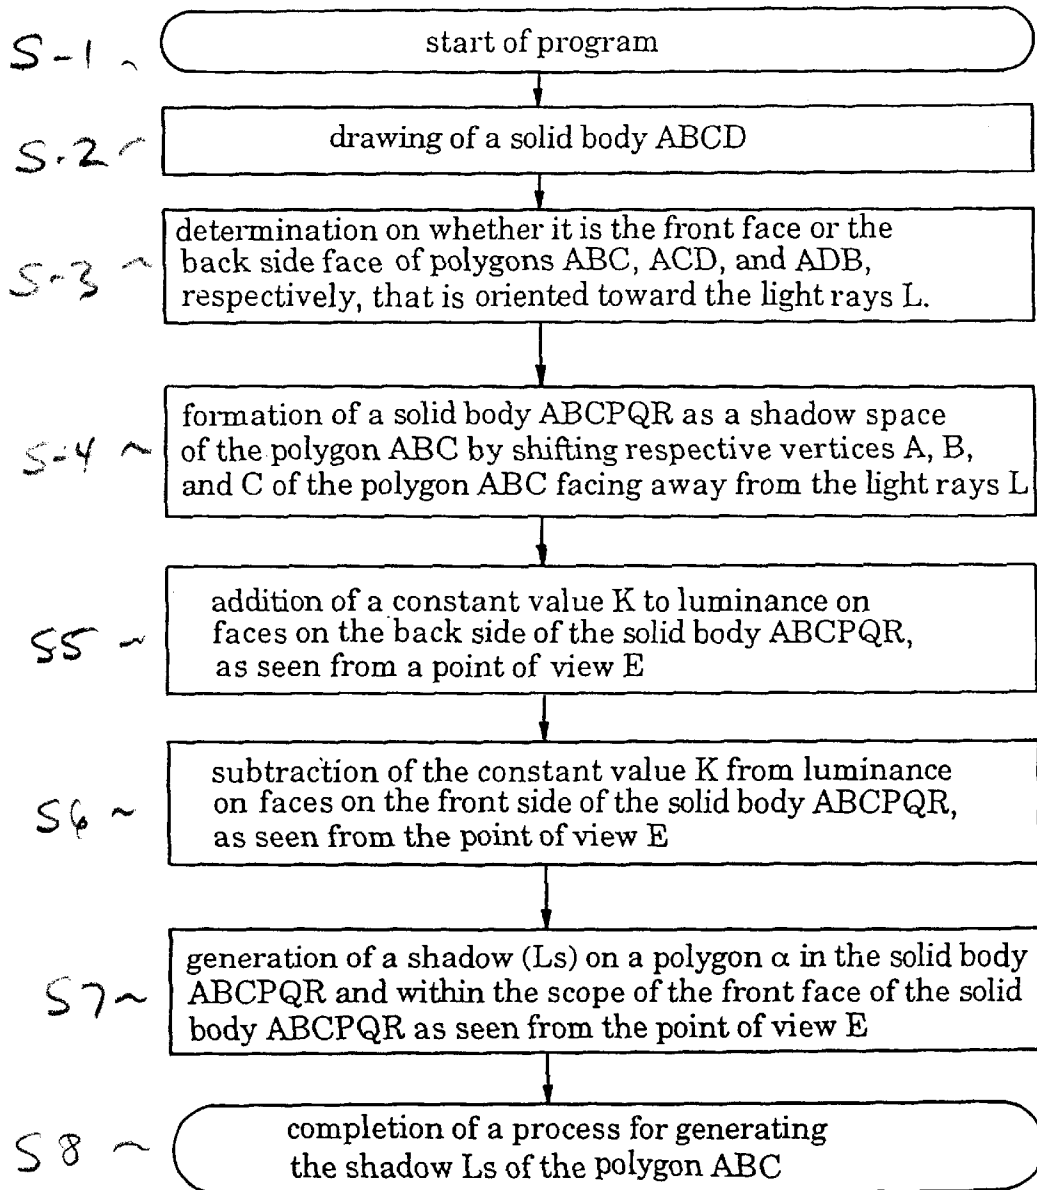 S-1
start of program
S-2
drawing of a solid body ABCD
S-3
determination on whether it is the front face or the
back side face of polygons ABC, ACD, and ADB,
respectively, that is oriented toward the light rays L.
S-4
formation of a solid body ABCPQR as a shadow space
of the polygon ABC by shifting respective vertices A, B,
and C of the polygon ABC facing away from the light rays L
S5
addition of a constant value K to luminance on
faces on the back side of the solid body ABCPQR,
as seen from a point of view E
S6
subtraction of the constant value K from luminance
on faces on the front side of the solid body ABCPQR,
as seen from the point of view E
S7
generation of a shadow (Ls) on a polygon α in the solid body
ABCPQR and within the scope of the front face of the solid
body ABCPQR as seen from the point of view E
S8
completion of a process for generating
the shadow Ls of the polygon ABC